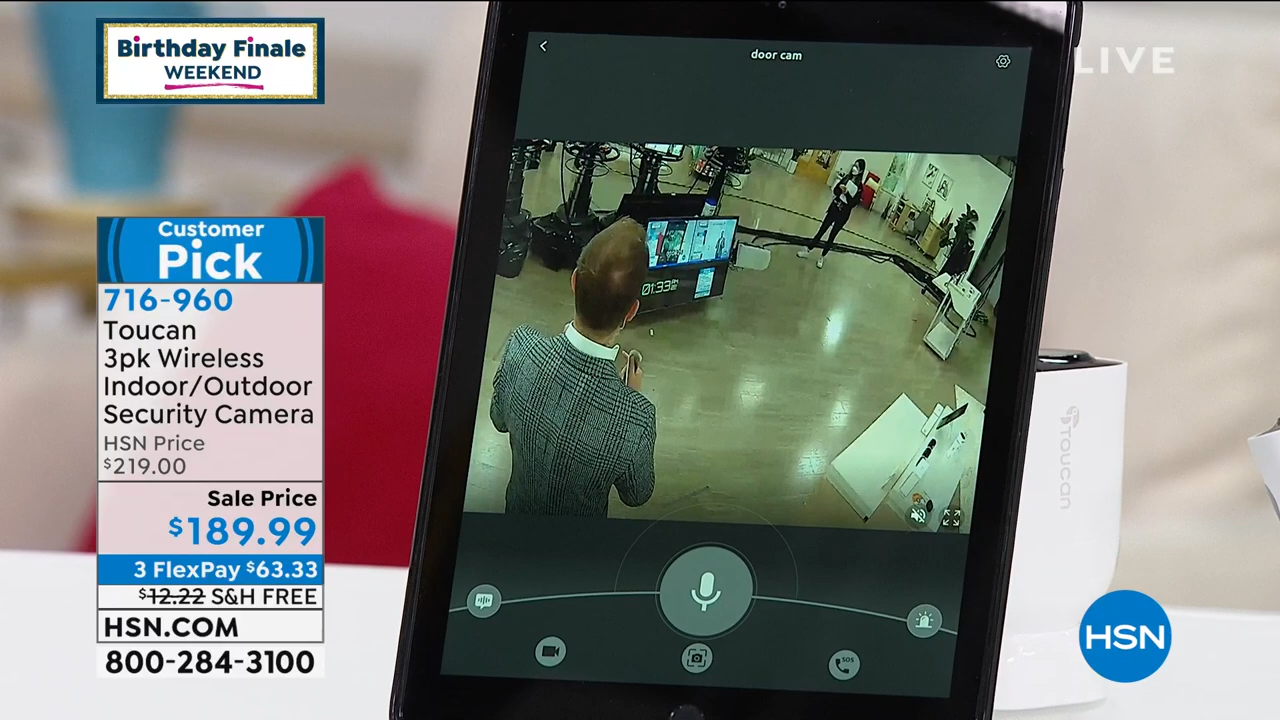 Birthday Finale
WEEKEND
Customer
Pick
716-960
Toucan
3pk Wireless
Indoor/Outdoor
Security Camera
HSN Price
$219.00
Sale Price
$189.99
3 FlexPay $63.33
$12.22 S&H FREE
HSN.COM
800-284-3100
door cam
01:33
SOS
LIVE
TOUCAN
HSN